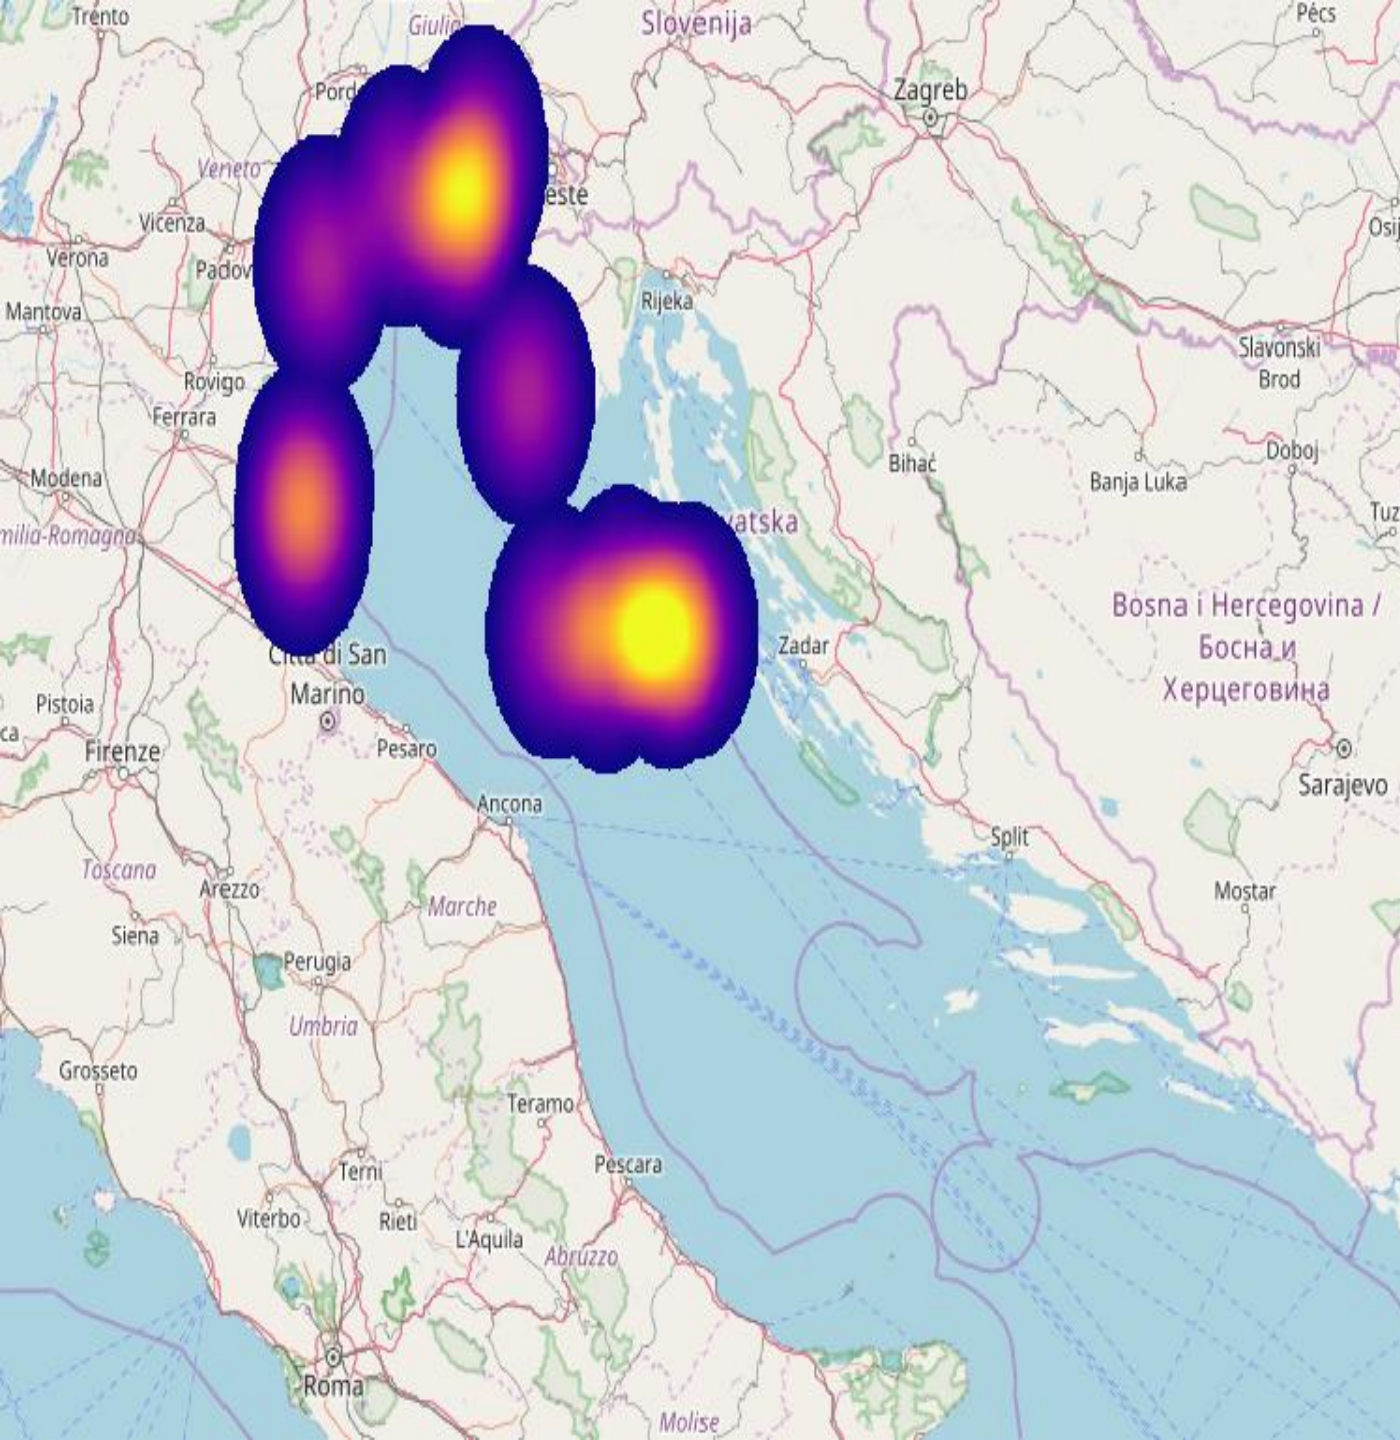 Trento
Giulia
Slovenija
Pécs
Pord
Zagreb
Veneto
este
Vicenza
Verona
Padov
Osij
Mantova
Rijeka
Slavonski
Brod
Rovigo
Ferrara
Bihać
Doboj
Modena
Banja Luka
Tuz
milia-Romagna
vatska
Bosna i Hercegovina /
Босна и
Херцеговина
Zadar
Città di San
Marino
Pistoia
ca
Firenze
Pesaro
Sarajevo
Ancona
Split
Toscana
Arezzo
Mostar
Marche
Siena
Perugia
Umbria
Grosseto
Teramo
Terni
Pescara
Viterbo
Rieti
L'Aquila
Abruzzo
Roma
Molise